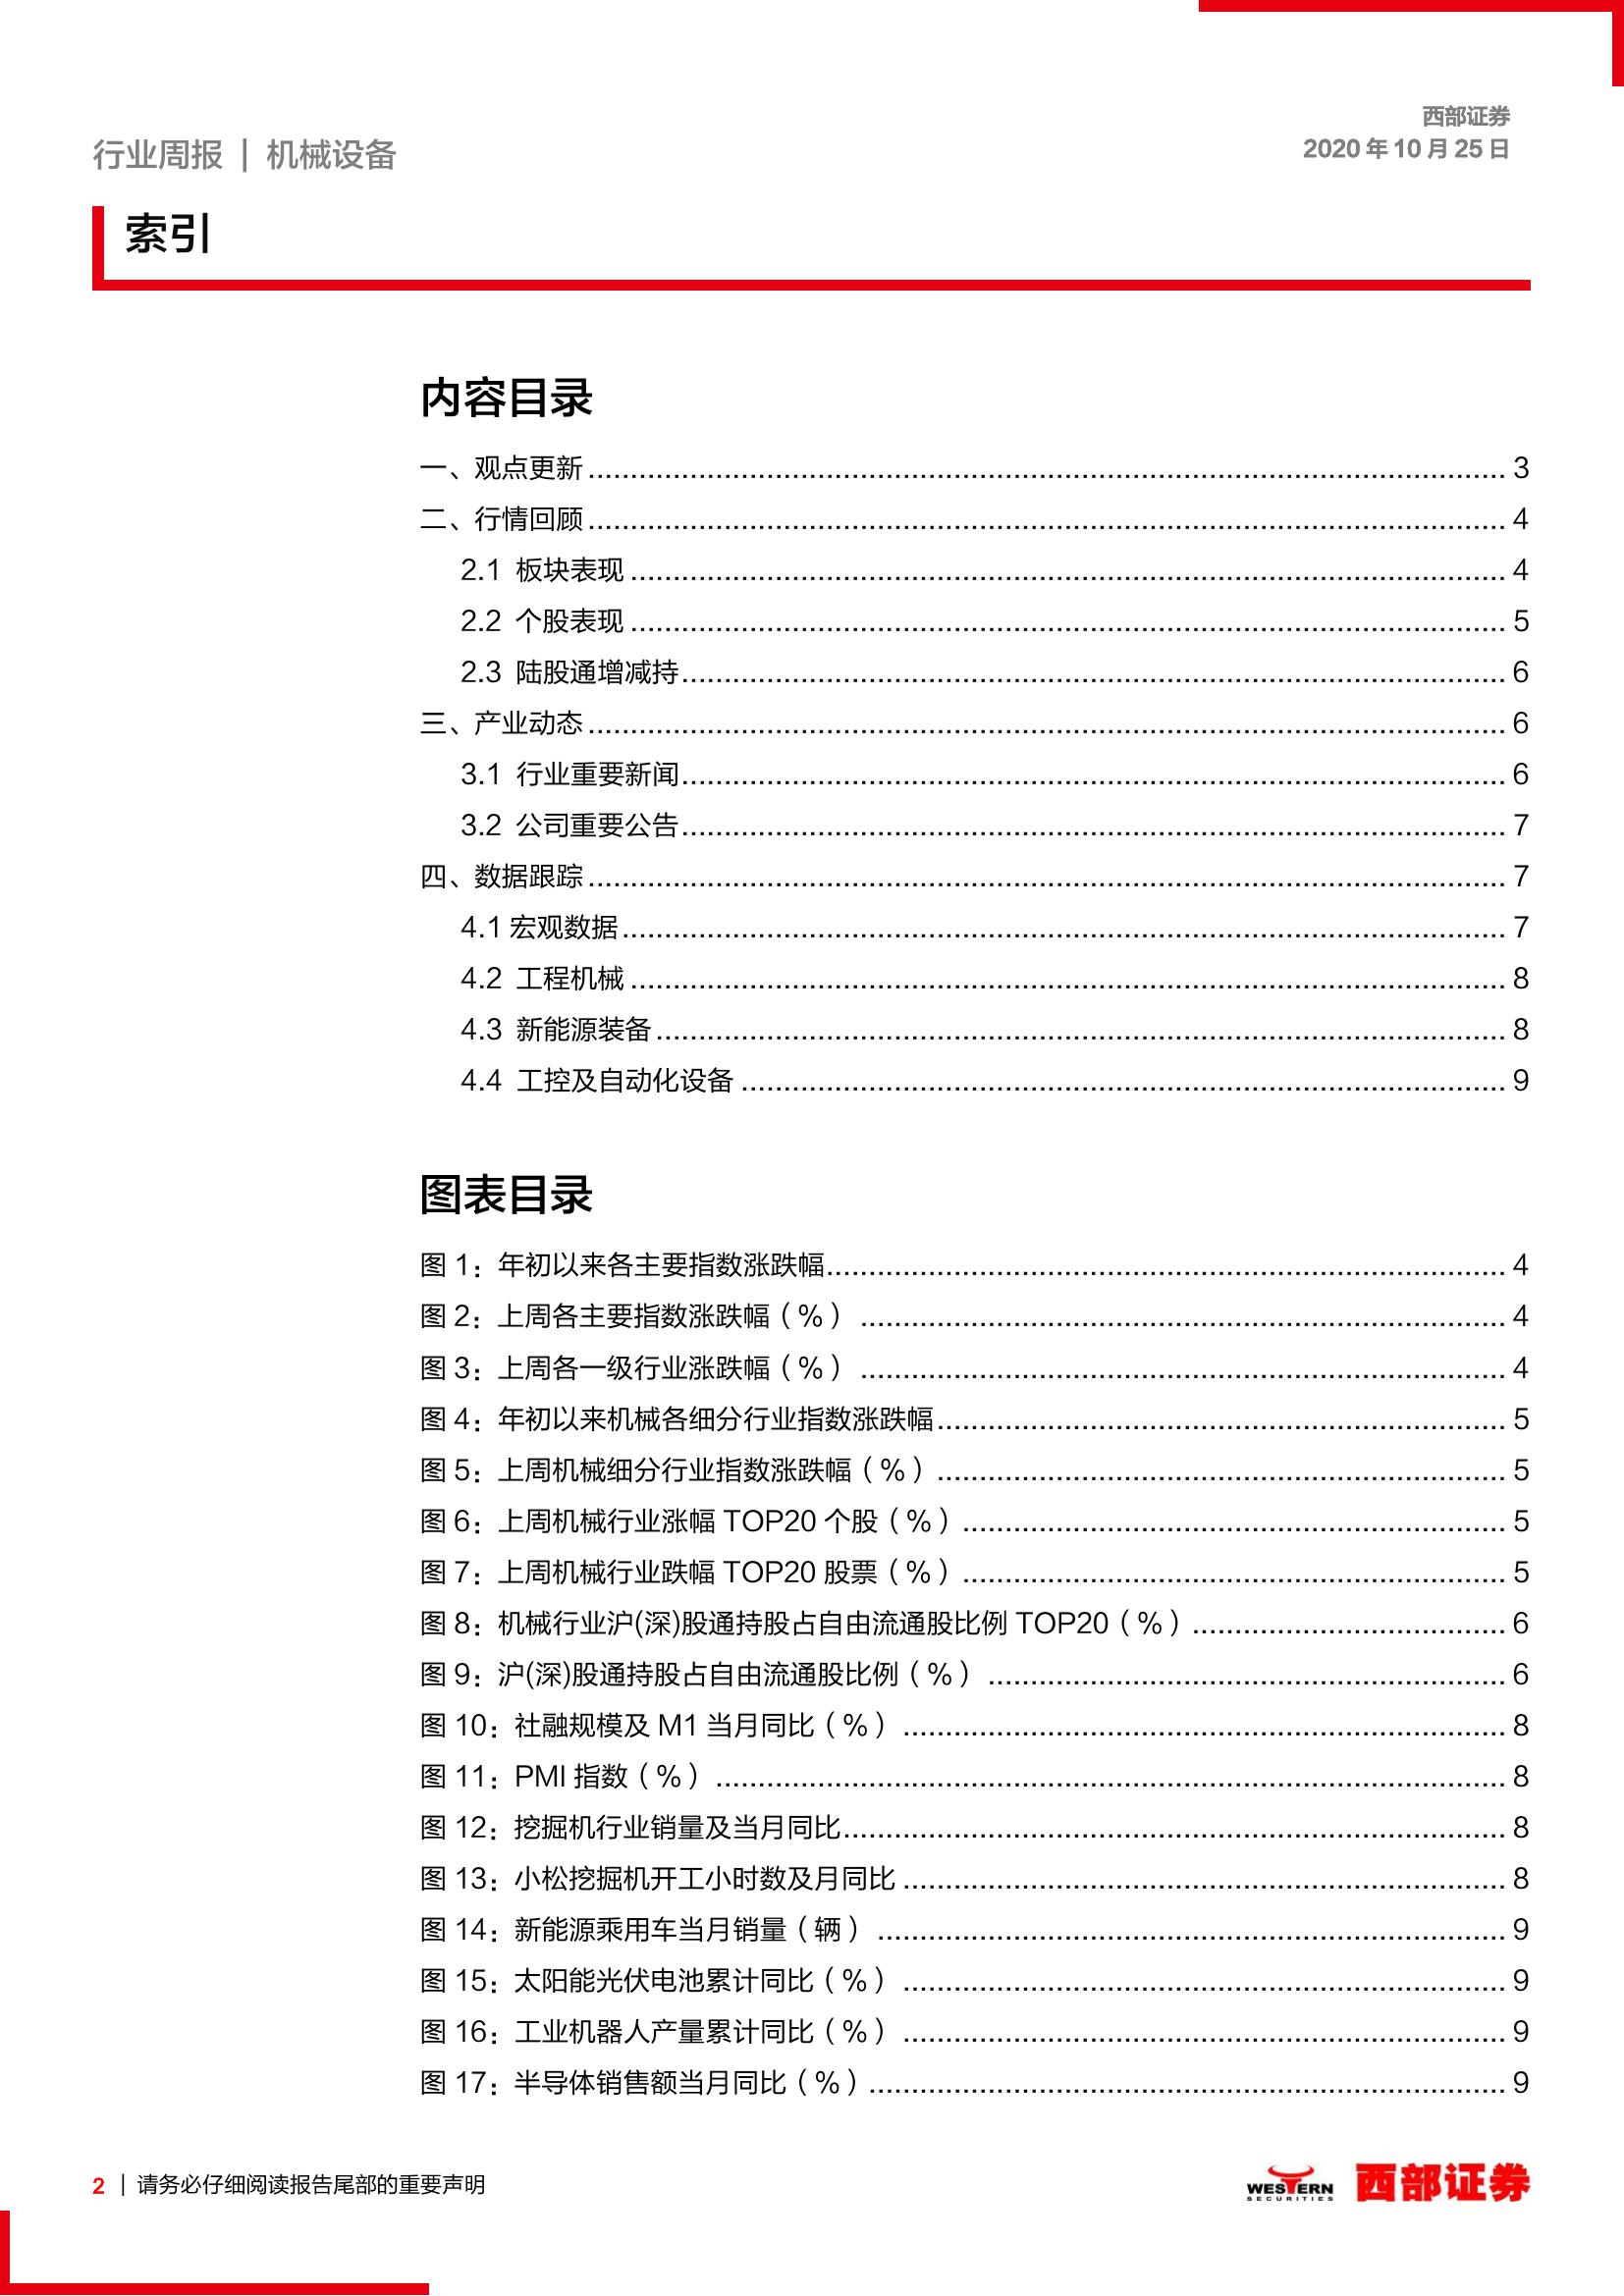 西部证券
2020 年 10 月 25 日
行业周报 | 机械设备
索引
内容目录
一、观点更新 3
二、行情回顾 4
2.1 板块表现 4
2.2 个股表现 5
2.3 陆股通增减持 6
三、产业动态 6
3.1 行业重要新闻 6
3.2 公司重要公告 7
四、数据跟踪 7
4.1 宏观数据 7
4.2 工程机械 8
4.3 新能源装备 8
4.4 工控及自动化设备 9
图表目录
图 1：年初以来各主要指数涨跌幅 4
图 2：上周各主要指数涨跌幅（%） 4
图 3：上周各一级行业涨跌幅（%） 4
图 4：年初以来机械各细分行业指数涨跌幅 5
图 5：上周机械细分行业指数涨跌幅（%） 5
图 6：上周机械行业涨幅 TOP20 个股（%） 5
图 7：上周机械行业跌幅 TOP20 股票（%） 5
图 8：机械行业沪(深)股通持股占自由流通股比例 TOP20（%） 6
图 9：沪(深)股通持股占自由流通股比例（%） 6
图 10：社融规模及 M1 当月同比（%） 8
图 11：PMI 指数（%） 8
图 12：挖掘机行业销量及当月同比 8
图 13：小松挖掘机开工小时数及月同比 8
图 14：新能源乘用车当月销量（辆） 9
图 15：太阳能光伏电池累计同比（%） 9
图 16：工业机器人产量累计同比（%） 9
图 17：半导体销售额当月同比（%） 9
2 | 请务必仔细阅读报告尾部的重要声明
WESTERN
SECURITIES
西部证券